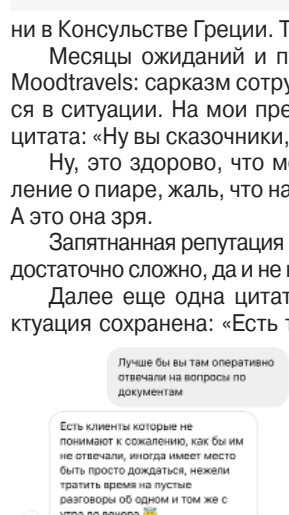 ни в Консульстве Греции. Т
Месяцы ожиданий и п
Moodtravels: сарказм сотру
ся в ситуации. На мои пре
цитата: «Ну вы сказочники,
Ну, это здорово, что м
ление о пиаре, жаль, что на
А это она зря.
Запятнанная репутация
достаточно сложно, да и не
Далее еще одна цитат
ктуация сохранена: «Есть т
Лучше бы вы там оперативно
отвечали на вопросы по
документам
Есть клиенты которые не
понимают к сожалению, как бы им
не отвечали, иногда имеет место
быть просто дождаться, нежели
тратить время на пустые
разговоры об одном и том же с
утра до вечера